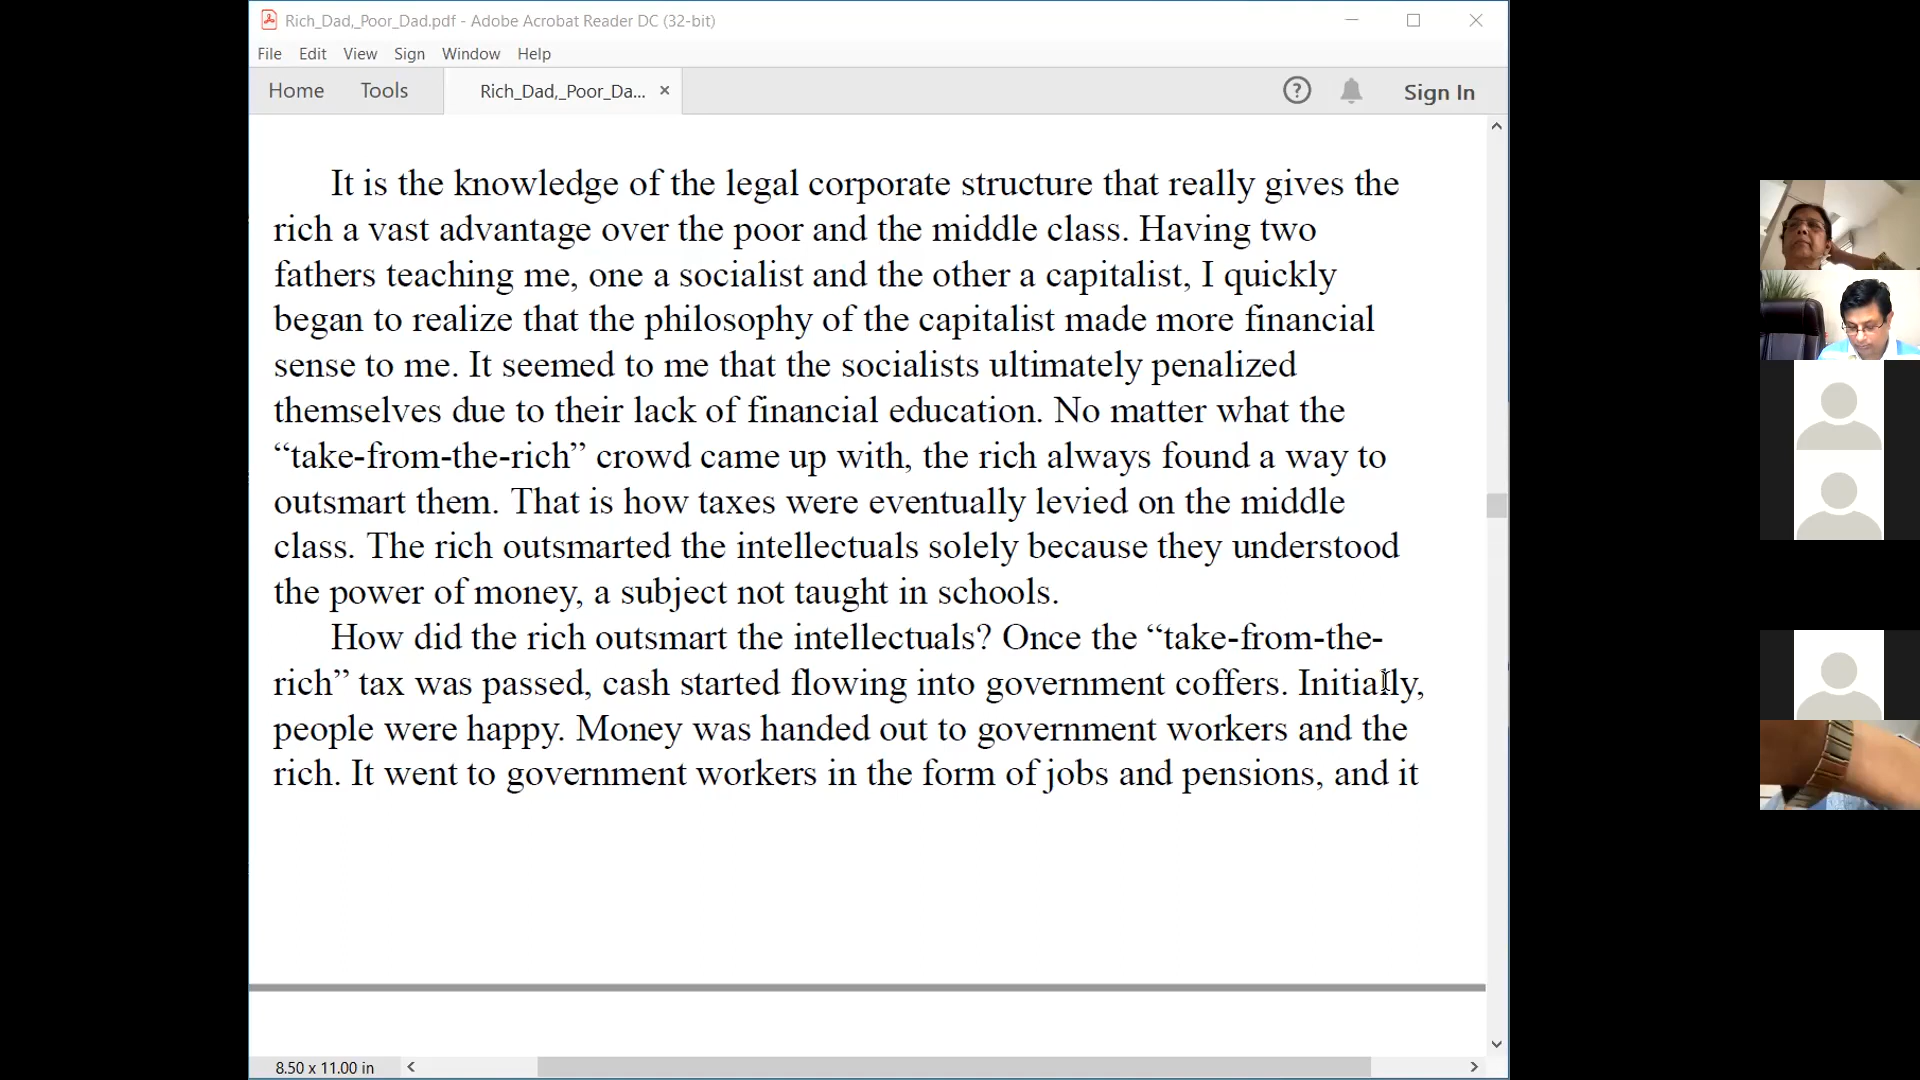 Rich_Dad,_Poor_Dad.pdf - Adobe Acrobat Reader DC (32-bit)
File Edit View Sign Window Help
Home Tools Rich_Dad,_Poor_Da... × ? Sign In
It is the knowledge of the legal corporate structure that really gives the
rich a vast advantage over the poor and the middle class. Having two
fathers teaching me, one a socialist and the other a capitalist, I quickly
began to realize that the philosophy of the capitalist made more financial
sense to me. It seemed to me that the socialists ultimately penalized
themselves due to their lack of financial education. No matter what the
“take-from-the-rich” crowd came up with, the rich always found a way to
outsmart them. That is how taxes were eventually levied on the middle
class. The rich outsmarted the intellectuals solely because they understood
the power of money, a subject not taught in schools.
How did the rich outsmart the intellectuals? Once the “take-from-the-
rich” tax was passed, cash started flowing into government coffers. Initially,
people were happy. Money was handed out to government workers and the
rich. It went to government workers in the form of jobs and pensions, and it
8.50 x 11.00 in